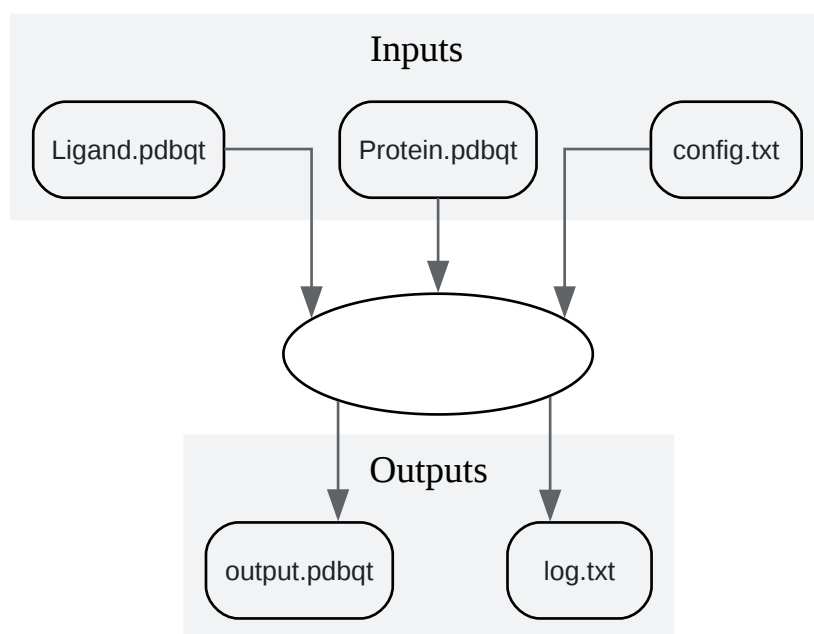 Inputs
Ligand.pdbqt
Protein.pdbqt
config.txt
Outputs
output.pdbqt
log.txt